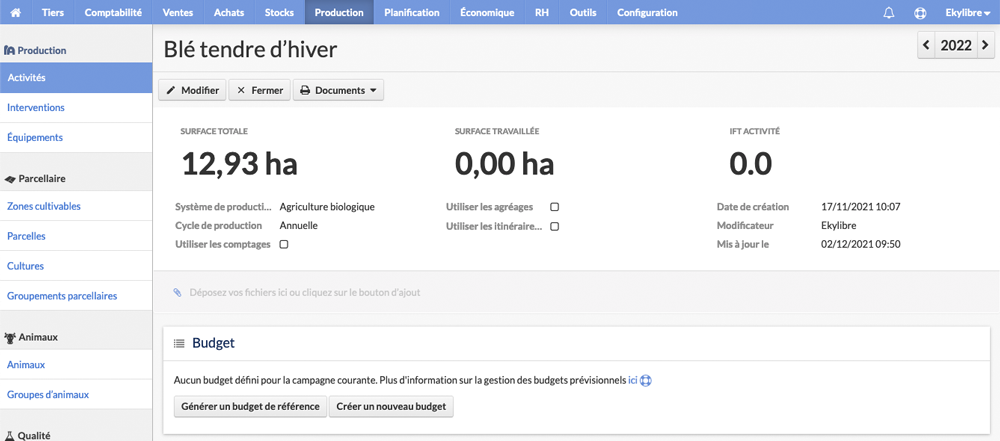 Tiers Comptabilité Ventes Achats Stocks Production Planification Économique RH Outils Configuration Ekylibre
Production
Activités
Interventions
Équipements
Parcellaire
Zones cultivables
Parcelles
Cultures
Groupements parcellaires
Animaux
Animaux
Groupes d'animaux
Qualité
Blé tendre d'hiver
2022
Modifier Fermer Documents
SURFACE TOTALE SURFACE TRAVAILLÉE IFT ACTIVITÉ
12,93 ha 0,00 ha 0.0
Système de producti... Agriculture biologique Utiliser les agréages Date de création 17/11/2021 10:07
Cycle de production Annuelle Utiliser les itinéraire... Modificateur Ekylibre
Utiliser les comptages Mis à jour le 02/12/2021 09:50
Déposez vos fichiers ici ou cliquez sur le bouton d'ajout
Budget
Aucun budget défini pour la campagne courante. Plus d'information sur la gestion des budgets prévisionnels ici
Générer un budget de référence Créer un nouveau budget